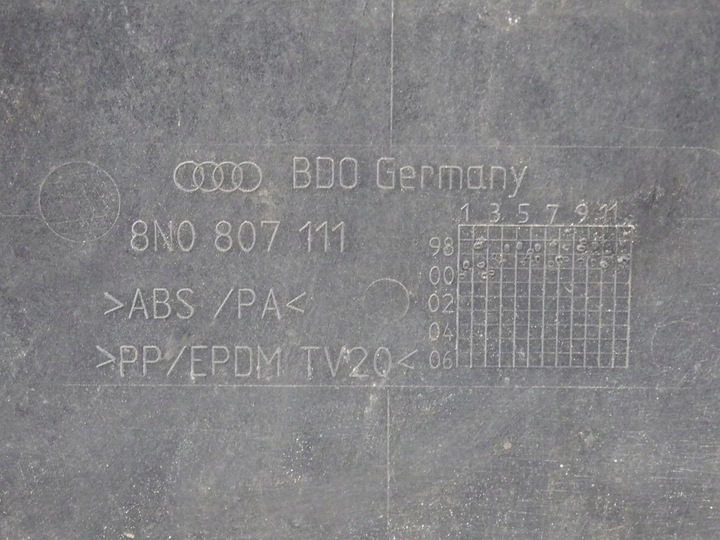 BDO Germany
8N0 807 111
>ABS /PA<
>PP/EPDM TV20<
1 3 5 7 9 11
98
00
02
04
06